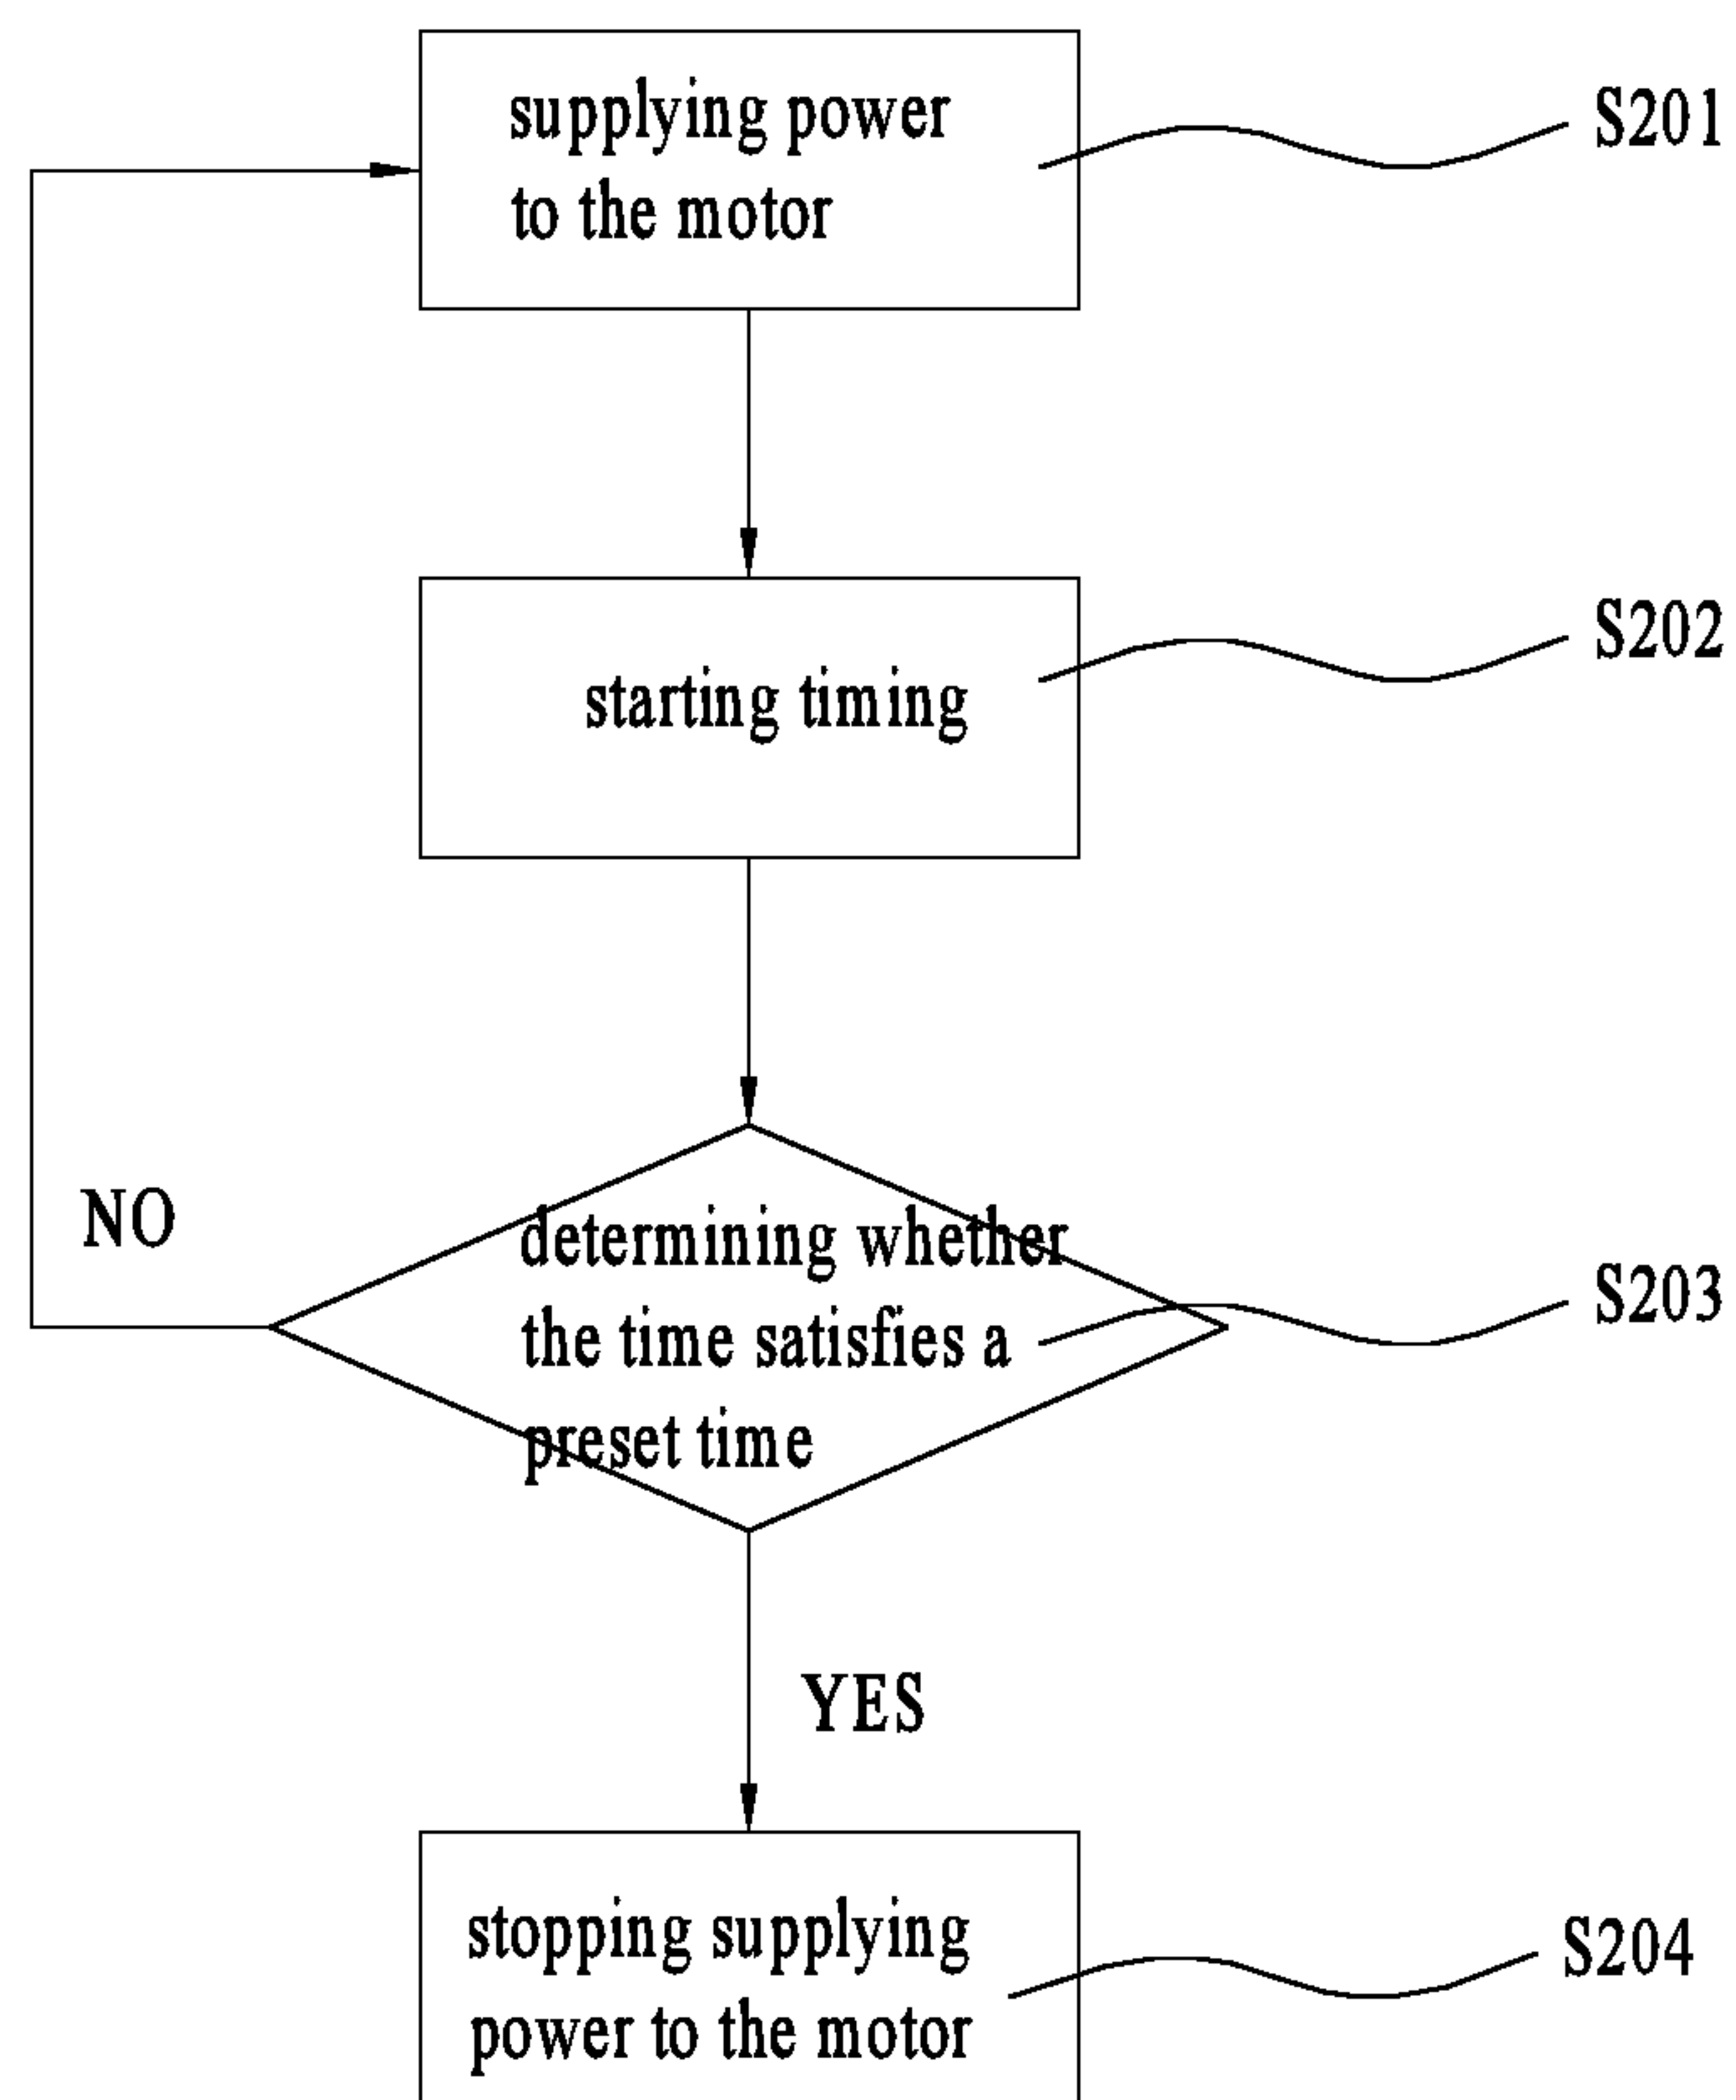 supplying power
to the motor
S201
starting timing
S202
NO
determining whether
the time satisfies a
preset time
S203
YES
stopping supplying
power to the motor
S204